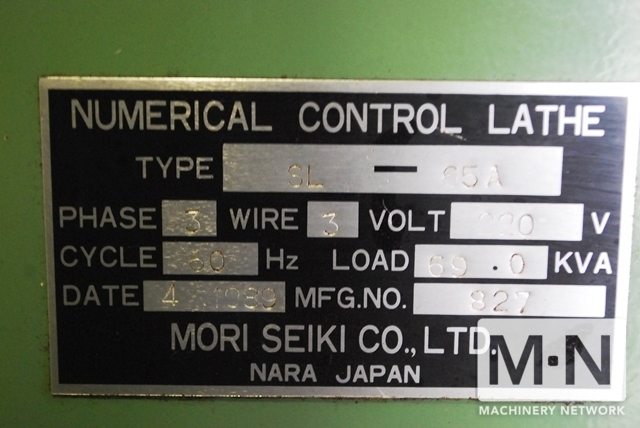 NUMERICAL CONTROL LATHE
TYPE SL — 65A
PHASE 3 WIRE 3 VOLT 220 V
CYCLE 60 Hz LOAD 69.0 KVA
DATE 4 1989 MFG.NO. 827
MORI SEIKI CO., LTD.
NARA JAPAN
M·N
MACHINERY NETWORK